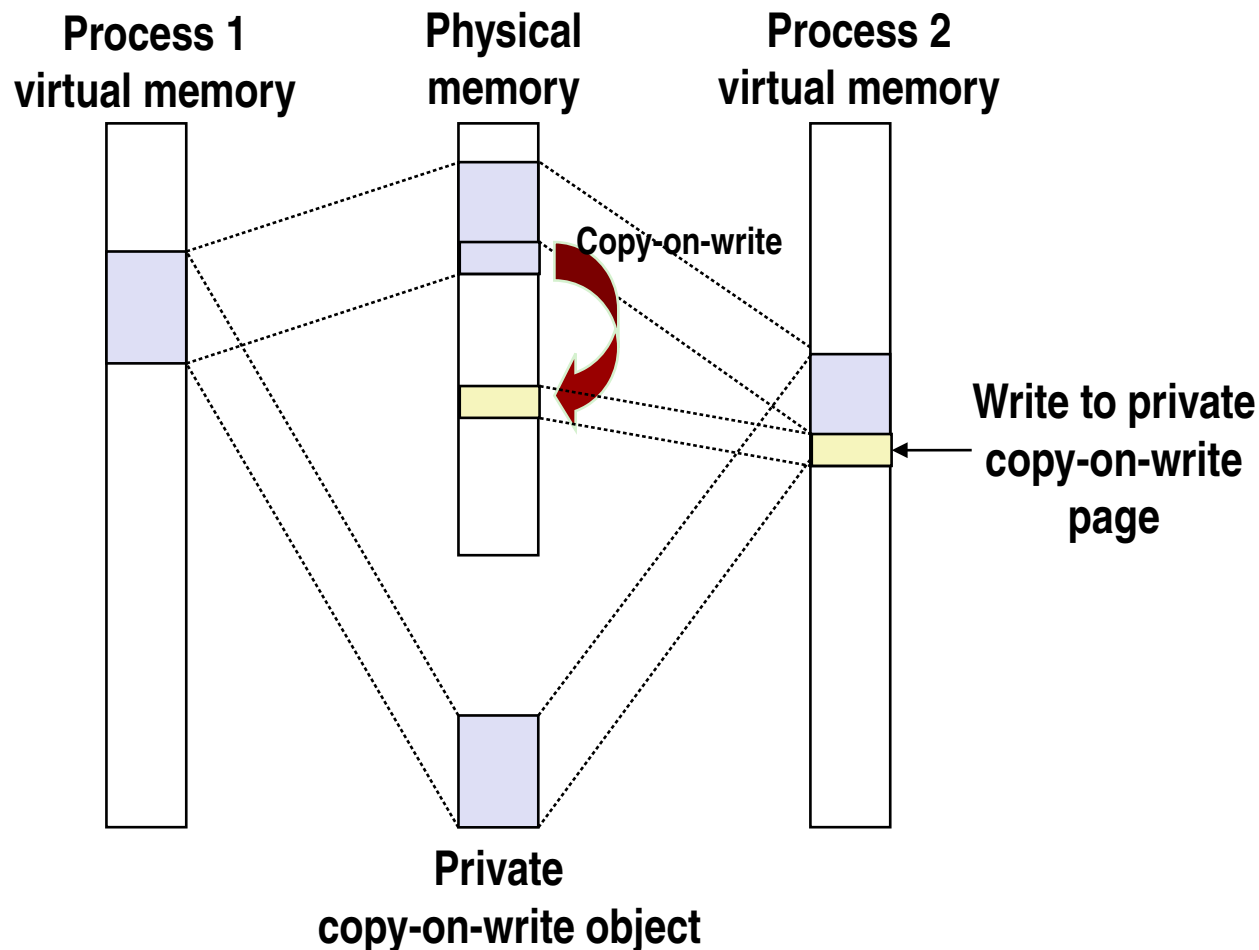 Process 1
virtual memory
Physical
memory
Process 2
virtual memory
Copy-on-write
Write to private
copy-on-write
page
Private
copy-on-write object